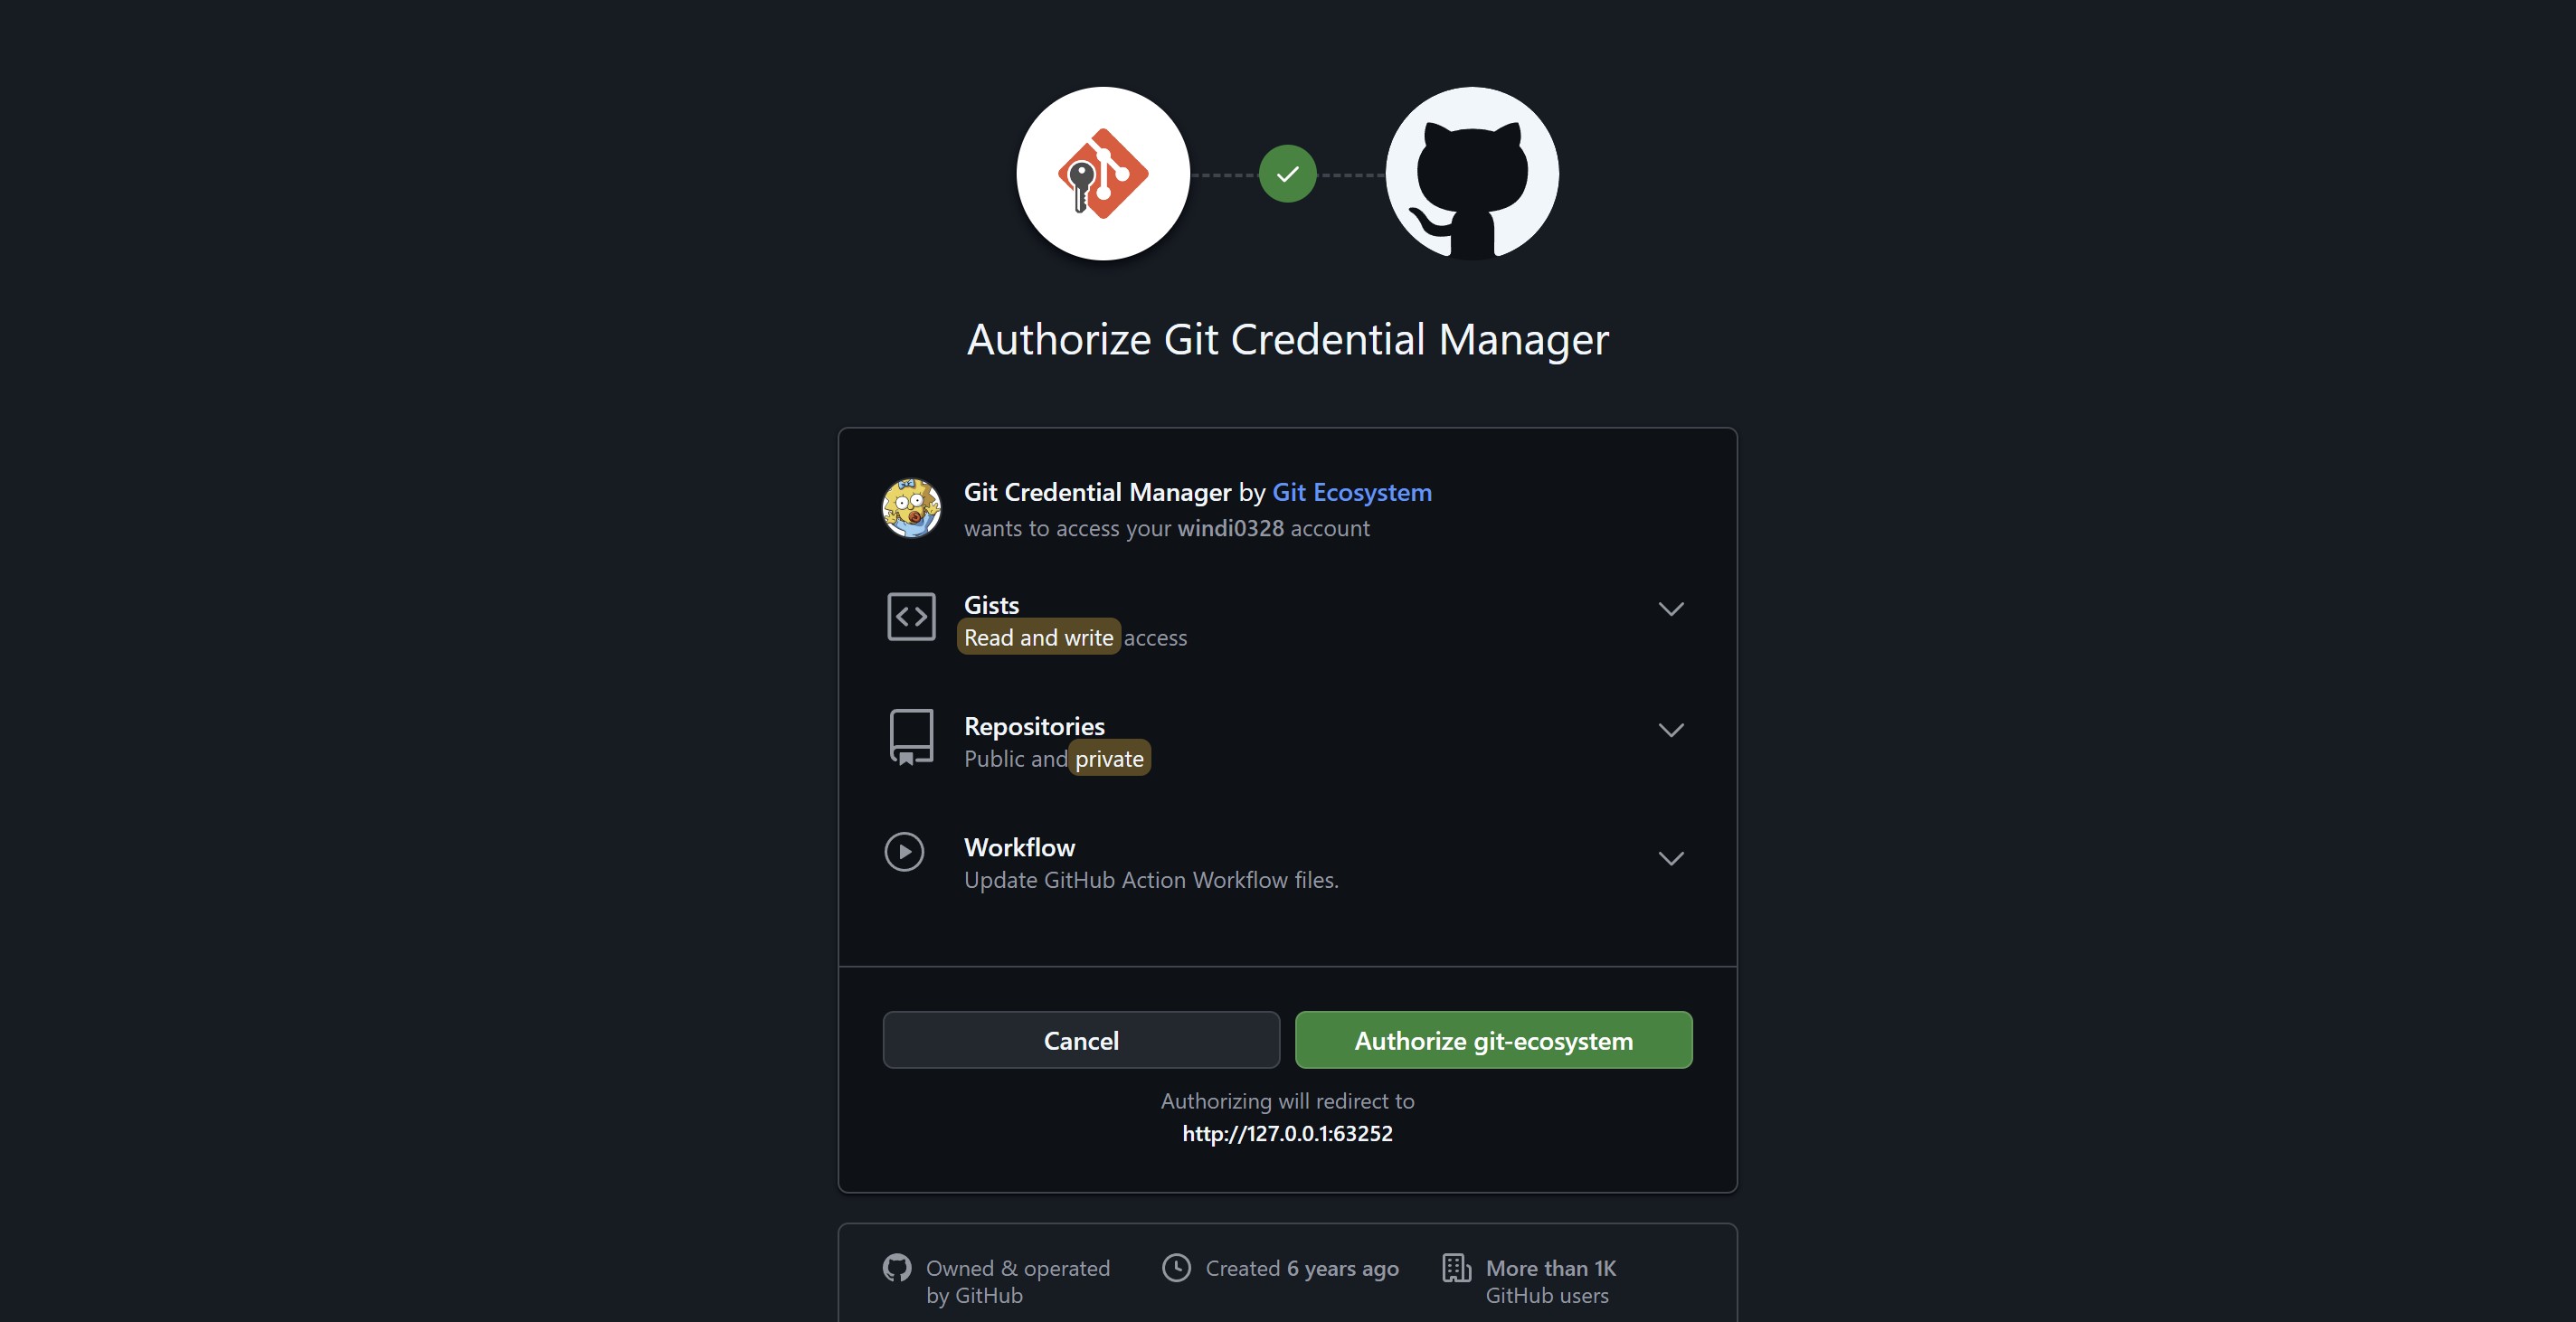 Authorize Git Credential Manager
Git Credential Manager by Git Ecosystem
wants to access your windi0328 account
Gists
Read and write access
Repositories
Public and private
Workflow
Update GitHub Action Workflow files.
Cancel
Authorize git-ecosystem
Authorizing will redirect to
http://127.0.0.1:63252
Owned & operated
by GitHub
Created 6 years ago
More than 1K
GitHub users